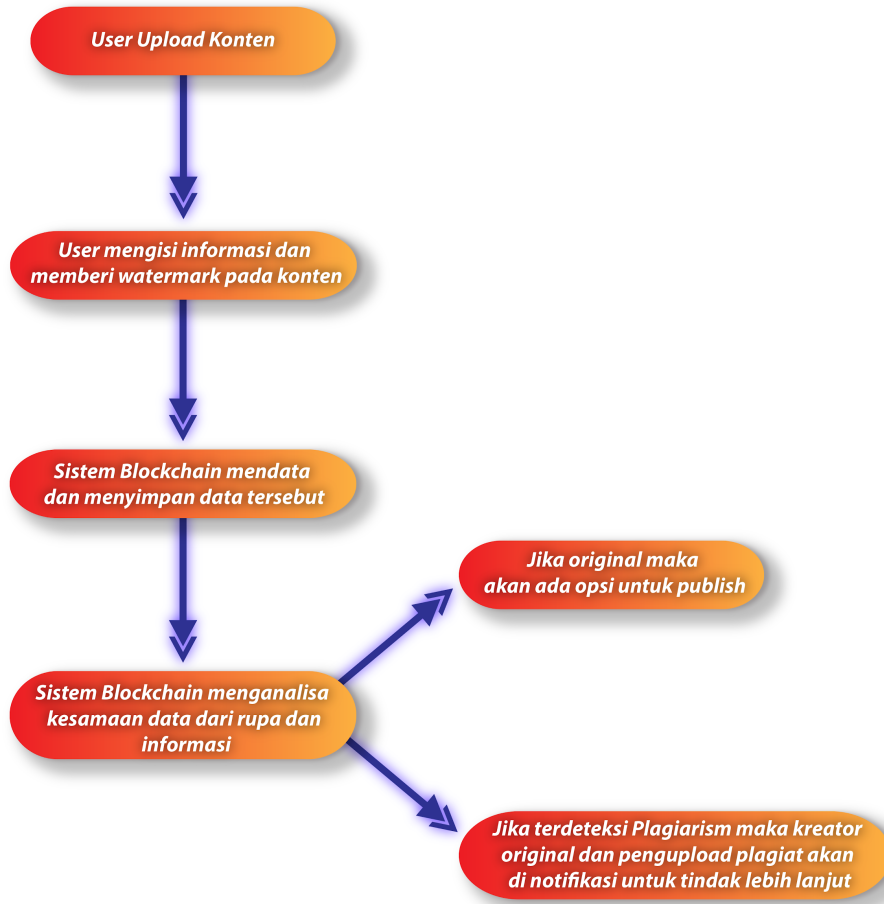 User Upload Konten
User mengisi informasi dan
memberi watermark pada konten
Sistem Blockchain mendata
dan menyimpan data tersebut
Jika original maka
akan ada opsi untuk publish
Sistem Blockchain menganalisa
kesamaan data dari rupa dan
informasi
Jika terdeteksi Plagiarism maka kreator
original dan pengupload plagiat akan
di notifikasi untuk tindak lebih lanjut